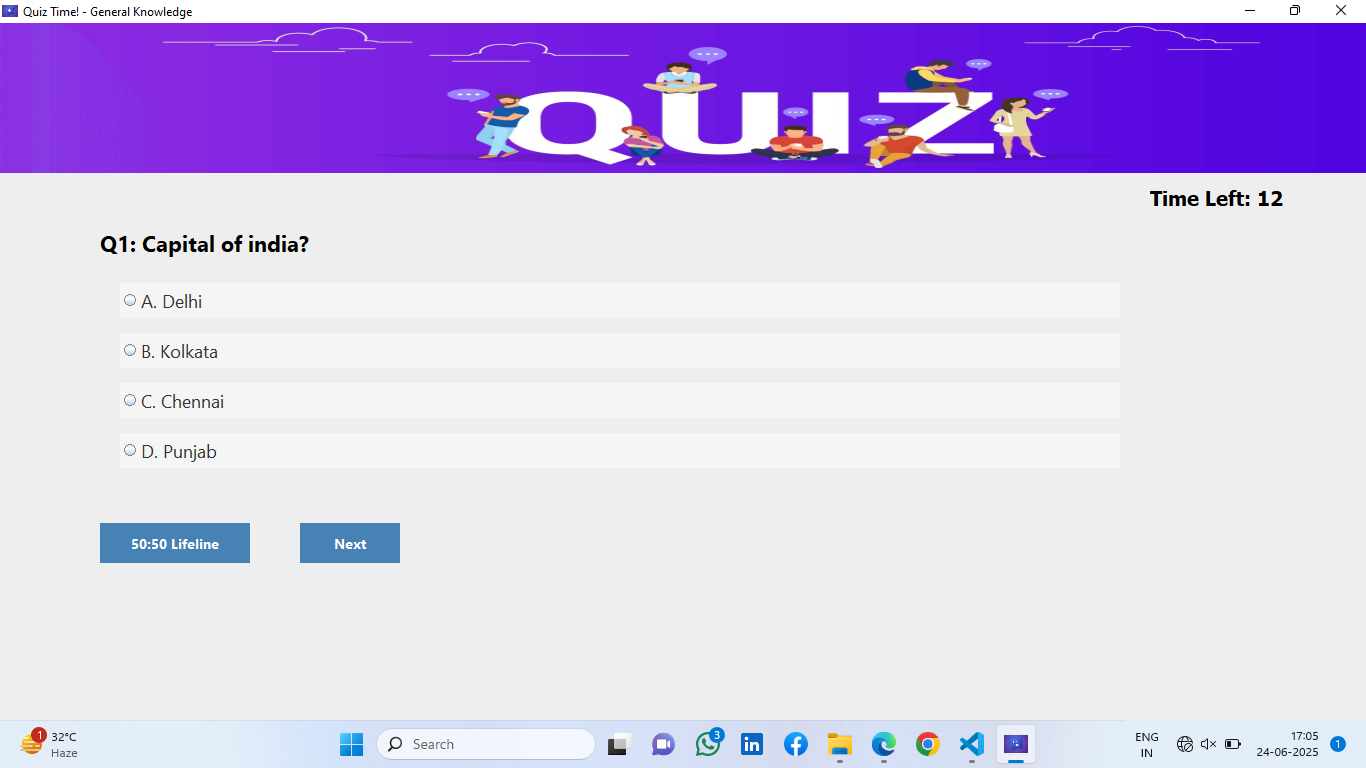 Quiz Time! - General Knowledge
QUIZ
Time Left: 12
Q1: Capital of india?
A. Delhi
B. Kolkata
C. Chennai
D. Punjab
50:50 Lifeline
Next
1
32°C
Haze
Search
3
in
f
ENG
IN
17:05
24-06-2025
1